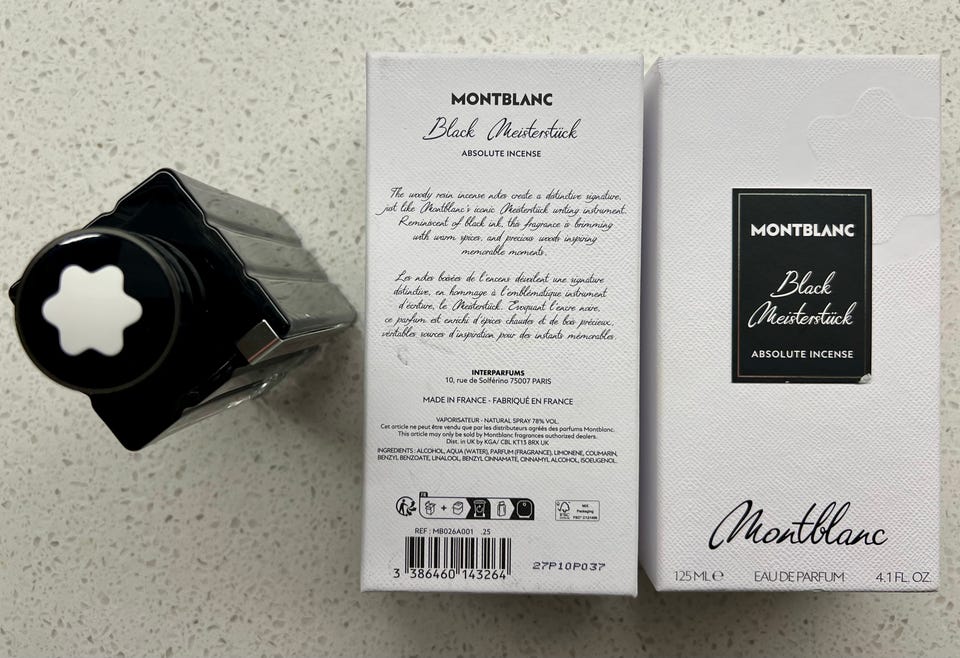 MONTBLANC
Black Meisterstück
ABSOLUTE INCENSE
The woody resin incense notes create a distinctive signature,
just like Montblanc's iconic Meisterstück writing instrument.
Reminiscent of black ink, this fragrance is brimming
with warm spices, and precious woods inspiring
memorable moments.
Les notes boisées de l'encens dévoilent une signature
distinctive, en hommage à l'emblématique instrument
d'écriture, le Meisterstück. Évoquant l'encre noire,
ce parfum est enrichi d'épices chaudes et de bois précieux,
véritables sources d'inspiration pour des instants mémorables.
INTERPARFUMS
10, rue de Solférino 75007 PARIS
MADE IN FRANCE - FABRIQUÉ EN FRANCE
VAPORISATEUR - NATURAL SPRAY 78% VOL.
Cet article ne peut être vendu que par les distributeurs agréés des parfums Montblanc.
This article may only be sold by Montblanc fragrances authorized dealers.
Dist. in UK by KGA/ CBL KT13 8RX UK
INGREDIENTS : ALCOHOL, AQUA (WATER), PARFUM (FRAGRANCE), LIMONENE, COUMARIN,
BENZYL BENZOATE, LINALOOL, BENZYL CINNAMATE, CINNAMYL ALCOHOL, ISOEUGENOL.
FR
FSC
MIX
Packaging
REF : MB026A001 .25
3 386460 143264
27P10P037
MONTBLANC
Black
Meisterstück
ABSOLUTE INCENSE
Montblanc
125 ML e EAU DE PARFUM 4.1 FL. OZ.